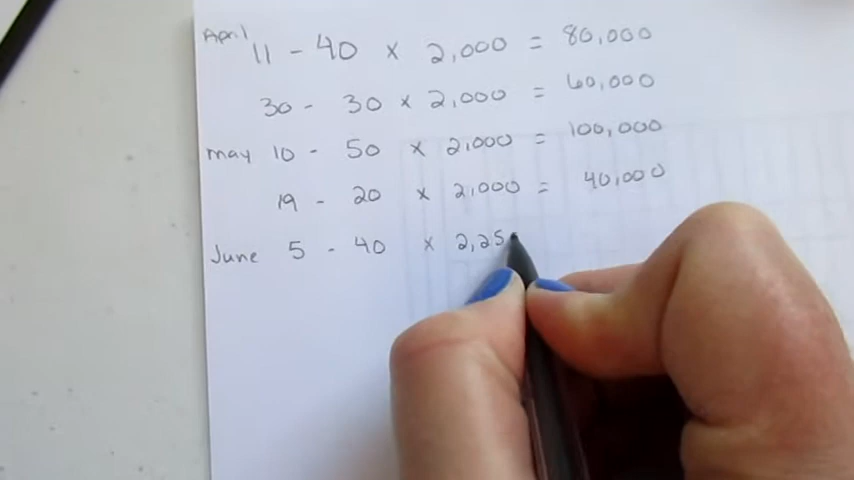 April 11 - 40 x 2,000 = 80,000
30 - 30 x 2,000 = 60,000
may 10 - 50 x 2,000 = 100,000
19 - 20 x 2,000 = 40,000
June 5 - 40 x 2,25